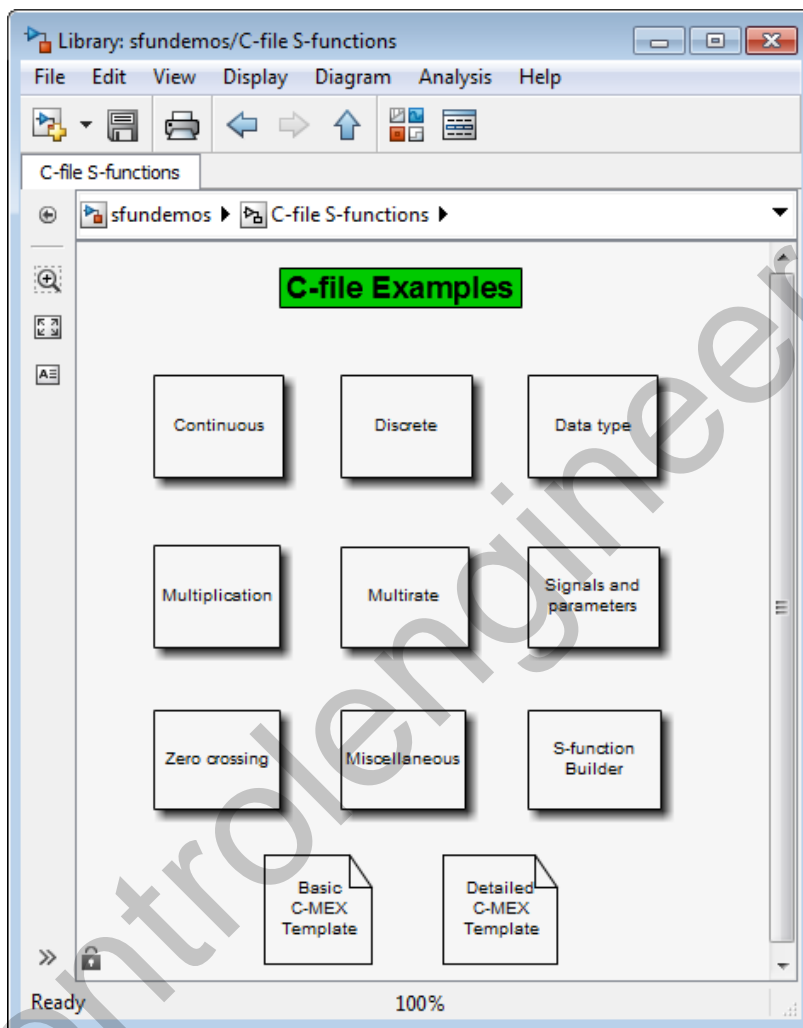 Library: sfundemos/C-file S-functions
File Edit View Display Diagram Analysis Help
C-file S-functions
sfundemos C-file S-functions
C-file Examples
Continuous
Discrete
Data type
Multiplication
Multirate
Signals and
parameters
Zero crossing
Miscellaneous
S-function
Builder
Basic
C-MEX
Template
Detailed
C-MEX
Template
Ready 100%
ontrolengineer